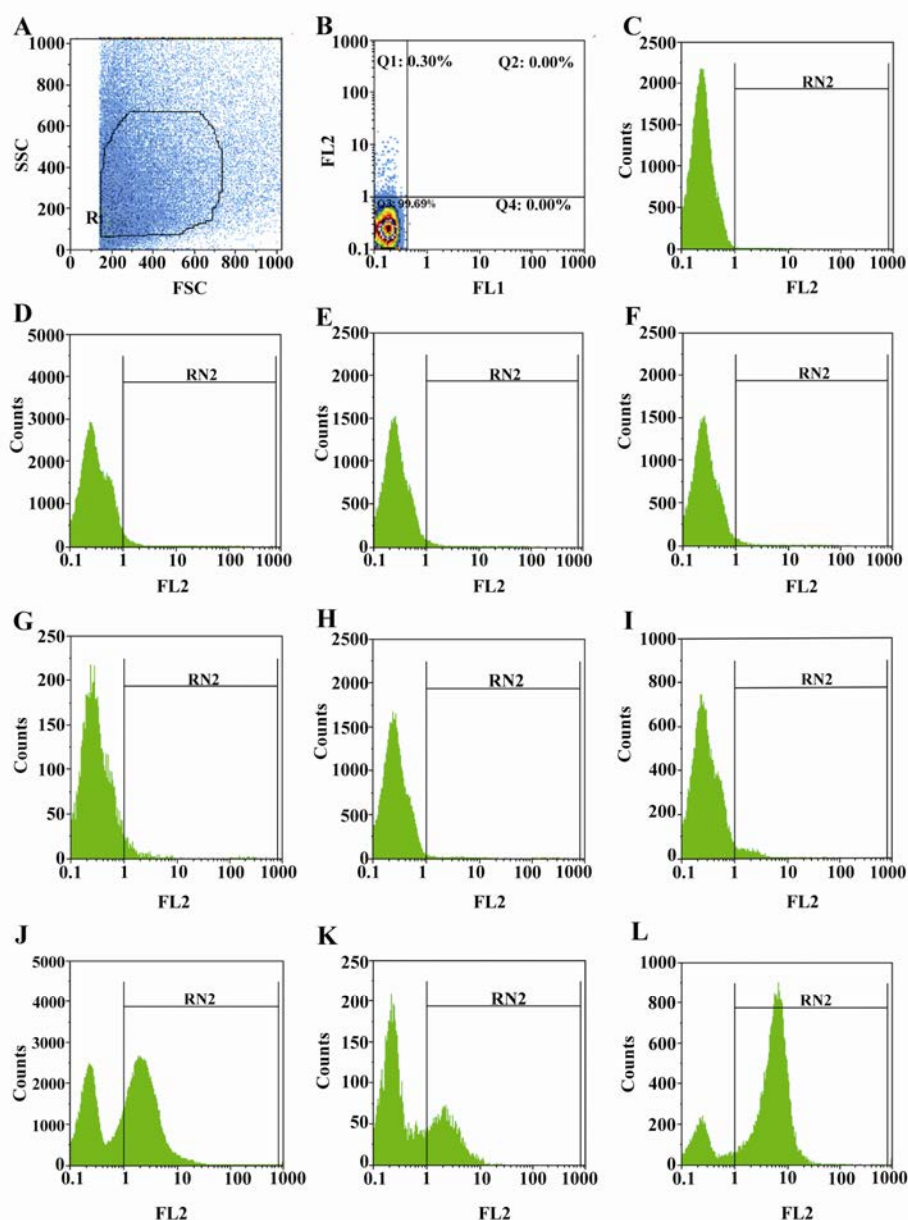 A
1000
800
600
400
200
0
SSC
R
0 200 400 600 1000
FSC
B
1000
100
10
1
0.1
FL2
Q1: 0.30% Q2: 0.00%
Q3: 99.69% Q4: 0.00%
0.1 1 10 100 1000
FL1
C
2500
2000
1500
1000
500
0
Counts
RN2
0.1 1 10 100 1000
FL2
D
5000
4000
3000
2000
1000
0
Counts
RN2
0.1 1 10 100 1000
FL2
E
2500
2000
1500
1000
500
0
Counts
RN2
0.1 1 10 100 1000
FL2
F
2500
2000
1500
1000
500
0
Counts
RN2
0.1 1 10 100 1000
FL2
G
250
200
150
100
50
0
Counts
RN2
0.1 1 10 100 1000
FL2
H
2500
2000
1500
1000
500
0
Counts
RN2
0.1 1 10 100 1000
FL2
I
1000
800
600
400
200
0
Counts
RN2
0.1 1 10 100 1000
FL2
J
5000
4000
3000
2000
1000
0
Counts
RN2
0.1 1 10 100 1000
FL2
K
250
200
150
100
50
0
Counts
RN2
0.1 1 10 100 1000
FL2
L
1000
800
600
400
200
0
Counts
RN2
0.1 1 10 100 1000
FL2